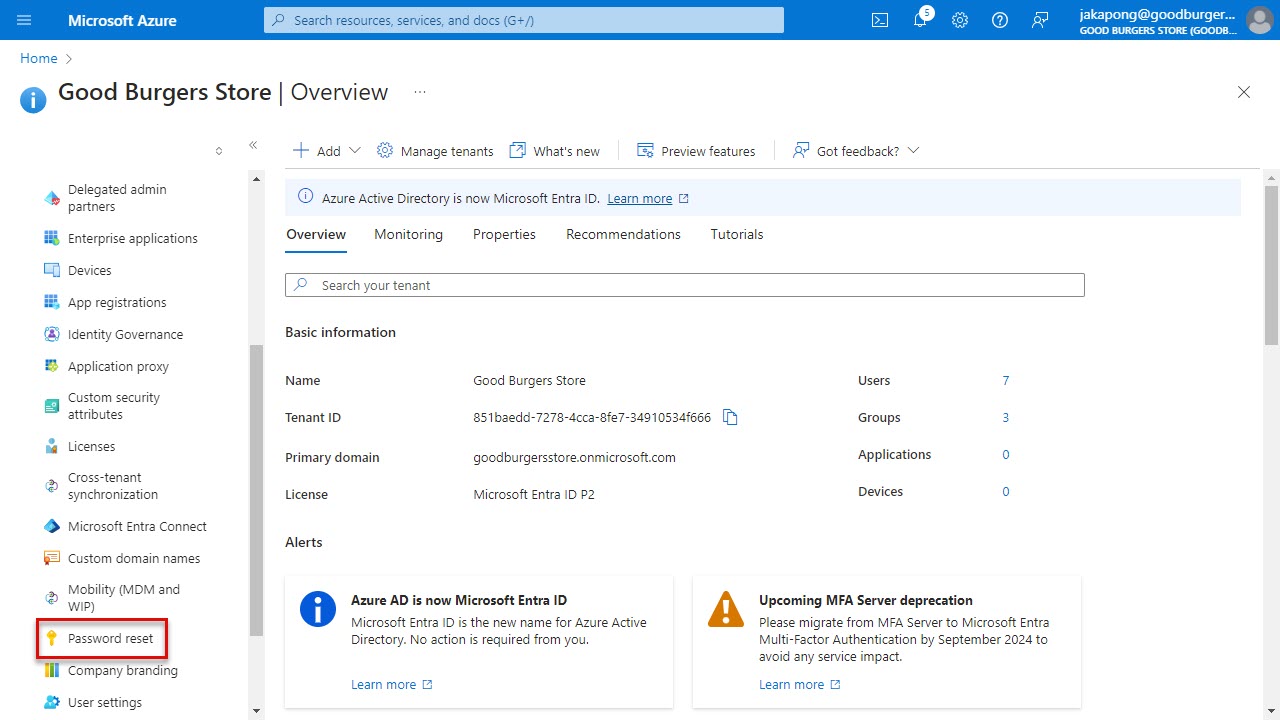 Microsoft Azure
Search resources, services, and docs (G+/)
5
jakapong@goodburger...
GOOD BURGERS STORE (GOODB...
Home
Good Burgers Store | Overview
...
Add
Manage tenants
What's new
Preview features
Got feedback?
Delegated admin
partners
Enterprise applications
Devices
App registrations
Identity Governance
Application proxy
Custom security
attributes
Licenses
Cross-tenant
synchronization
Microsoft Entra Connect
Custom domain names
Mobility (MDM and
WIP)
Password reset
Company branding
User settings
Azure Active Directory is now Microsoft Entra ID. Learn more
Overview
Monitoring
Properties
Recommendations
Tutorials
Search your tenant
Basic information
Name
Good Burgers Store
Users
7
Tenant ID
851baedd-7278-4cca-8fe7-34910534f666
Groups
3
Primary domain
goodburgersstore.onmicrosoft.com
Applications
0
License
Microsoft Entra ID P2
Devices
0
Alerts
Azure AD is now Microsoft Entra ID
Microsoft Entra ID is the new name for Azure Active
Directory. No action is required from you.
Learn more
Upcoming MFA Server deprecation
Please migrate from MFA Server to Microsoft Entra
Multi-Factor Authentication by September 2024 to
avoid any service impact.
Learn more